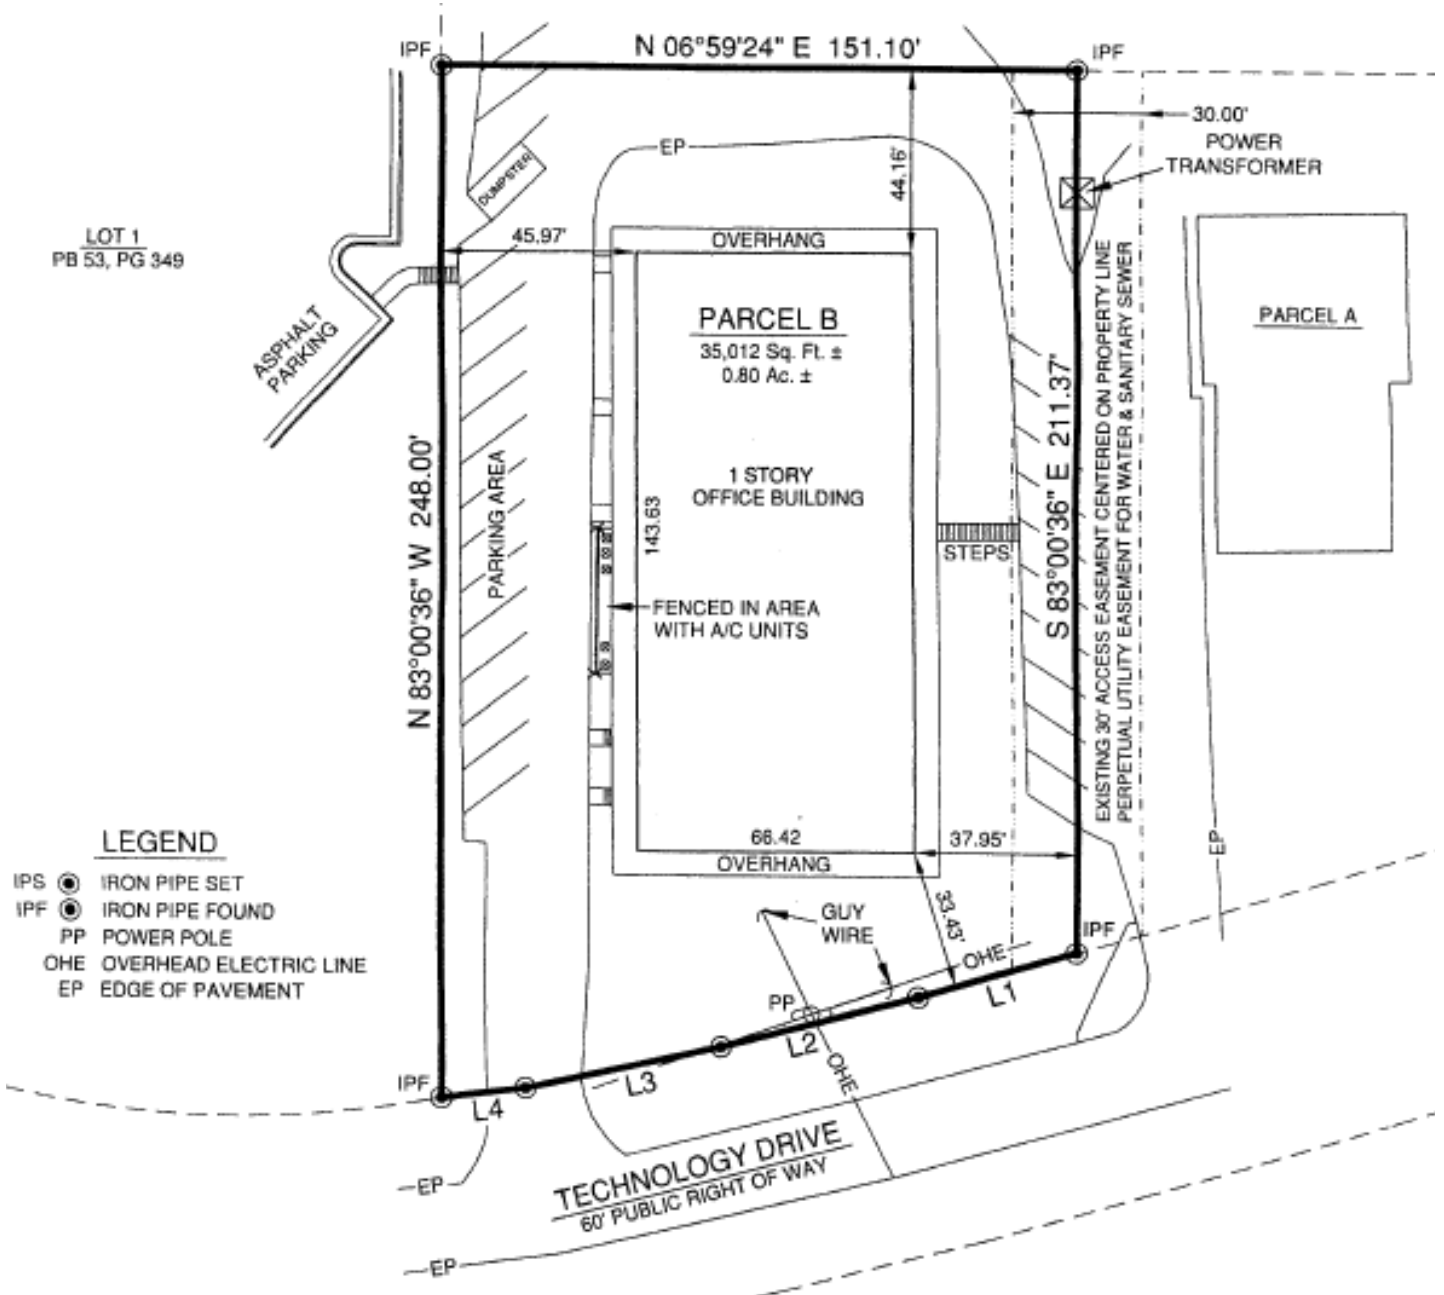 N 06°59'24" E 151.10'
IPF
IPF
30.00'
POWER
TRANSFORMER
EP
44.16'
DUMPSTER
LOT 1
PB 53, PG 349
45.97'
OVERHANG
ASPHALT
PARKING
PARCEL B
35,012 Sq. Ft. ±
0.80 Ac. ±
PARCEL A
N 83°00'36" W 248.00'
PARKING AREA
143.63
1 STORY
OFFICE BUILDING
STEPS
S 83°00'36" E 211.37'
EXISTING 30' ACCESS EASEMENT CENTERED ON PROPERTY LINE
PERPETUAL UTILITY EASEMENT FOR WATER & SANITARY SEWER
FENCED IN AREA
WITH A/C UNITS
66.42
37.95'
OVERHANG
EP
LEGEND
IPS IRON PIPE SET
IPF IRON PIPE FOUND
PP POWER POLE
OHE OVERHEAD ELECTRIC LINE
EP EDGE OF PAVEMENT
33.43'
GUY
WIRE
OHE
IPF
PP
L1
L2
OHE
L3
IPF
L4
TECHNOLOGY DRIVE
60' PUBLIC RIGHT OF WAY
EP
EP